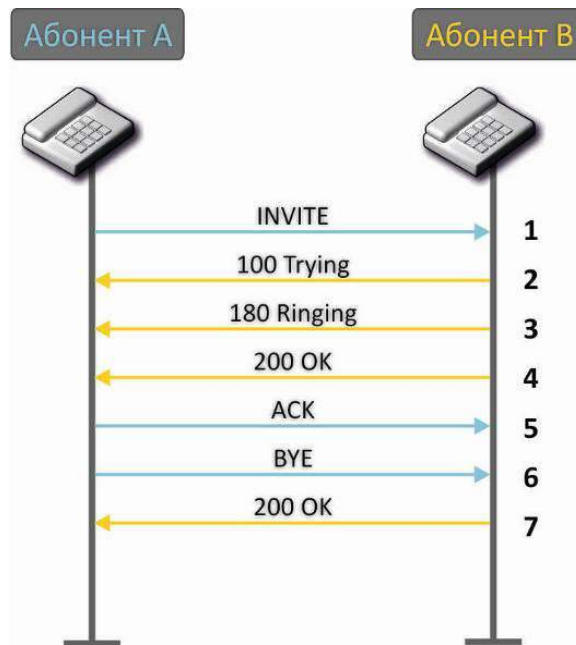 Абонент A
Абонент B
INVITE
1
100 Trying
2
180 Ringing
3
200 OK
4
ACK
5
BYE
6
200 OK
7